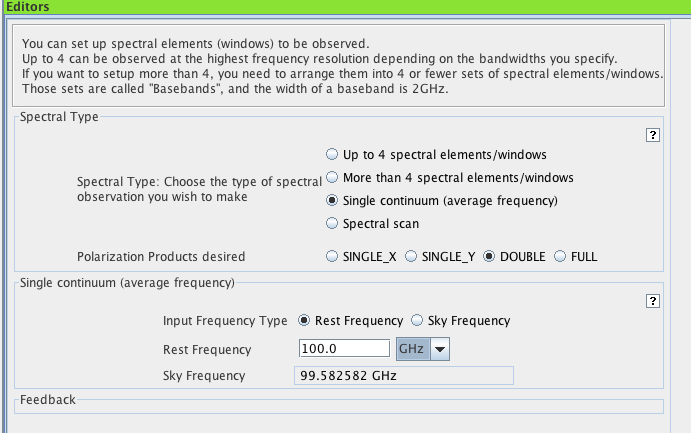 Editors
You can set up spectral elements (windows) to be observed.
Up to 4 can be observed at the highest frequency resolution depending on the bandwidths you specify.
If you want to setup more than 4, you need to arrange them into 4 or fewer sets of spectral elements/windows.
Those sets are called "Basebands", and the width of a baseband is 2GHz.
Spectral Type
?
Up to 4 spectral elements/windows
Spectral Type: Choose the type of spectral
observation you wish to make
More than 4 spectral elements/windows
Single continuum (average frequency)
Spectral scan
Polarization Products desired SINGLE_X SINGLE_Y DOUBLE FULL
Single continuum (average frequency)
?
Input Frequency Type Rest Frequency Sky Frequency
Rest Frequency 100.0 GHz
Sky Frequency 99.582582 GHz
Feedback